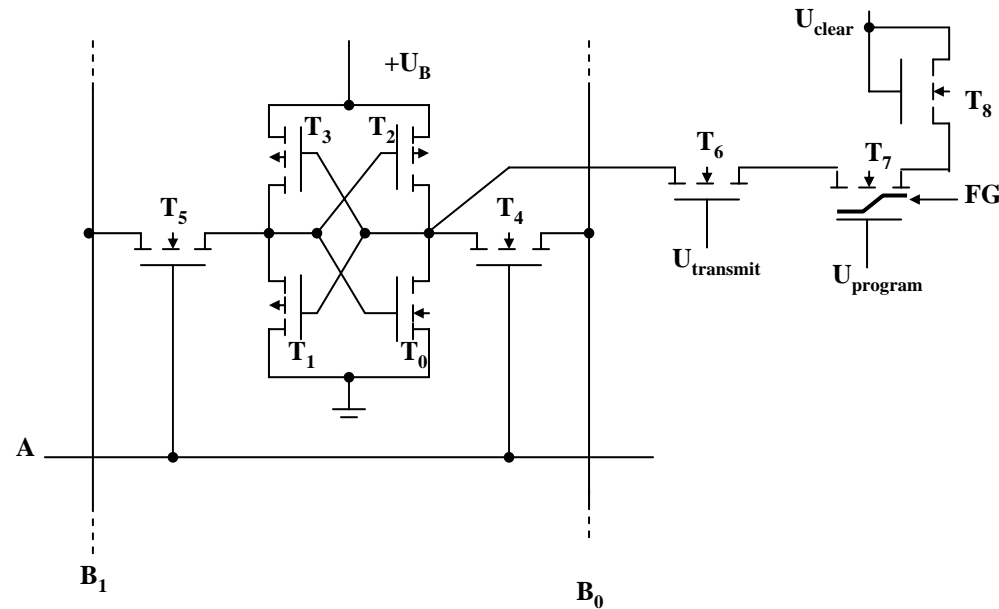 U_clear
+U_B
T_8
T_3
T_2
T_6
T_7
FG
T_5
T_4
U_transmit
U_program
T_1
T_0
A
B_1
B_0